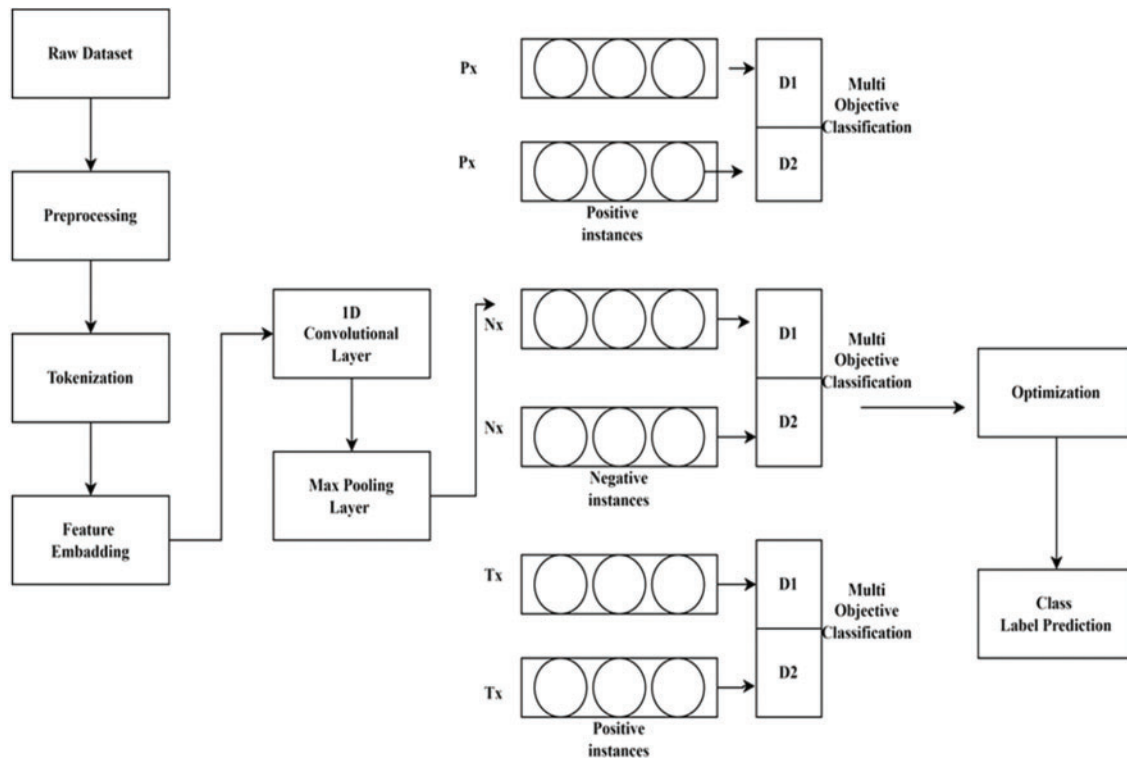 Raw Dataset
Preprocessing
Tokenization
Feature
Embadding
1D
Convolutional
Layer
Max Pooling
Layer
Px
D1
Multi
Objective
Classification
Px
D2
Positive
instances
Nx
D1
Multi
Objective
Classification
Nx
D2
Negative
instances
Tx
D1
Multi
Objective
Classification
Tx
D2
Positive
instances
Optimization
Class
Label Prediction